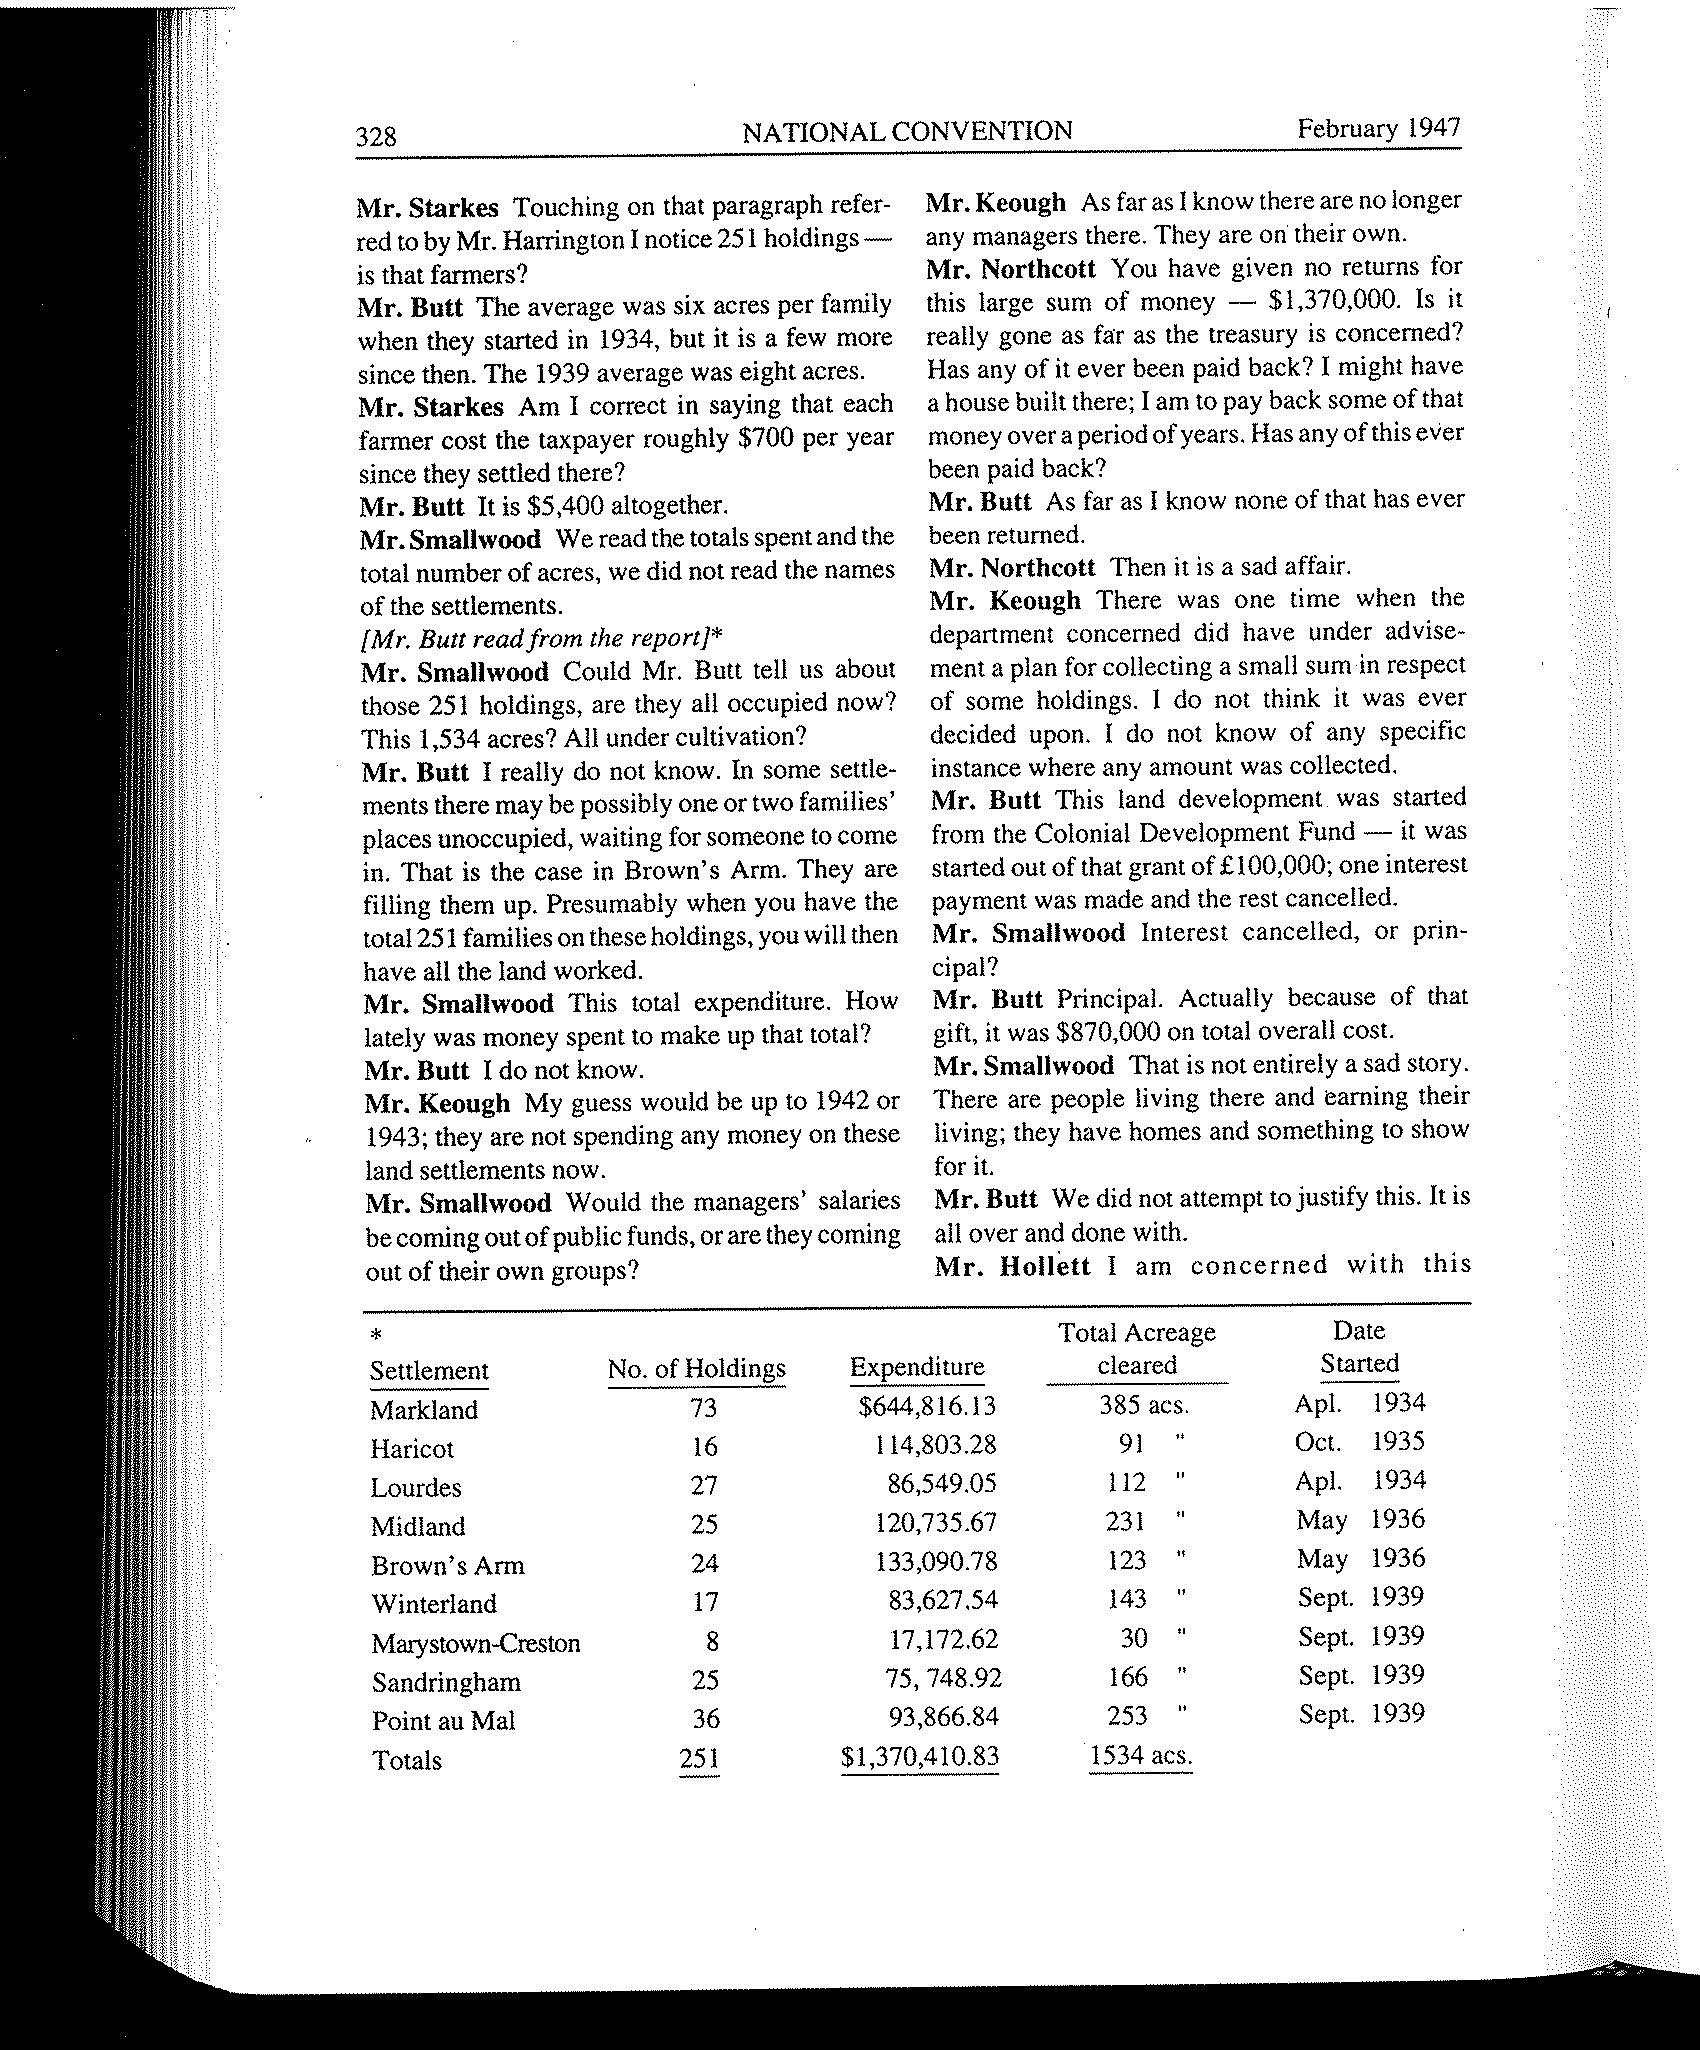 328 NATIONAL CONVENTION February 1947
Mr. Starkes Touching on that paragraph refer-
red to by Mr. Harrington I notice 251 holdings —
is that farmers?
Mr. Butt The average was six acres per family
when they started in 1934, but it is a few more
since then. The 1939 average was eight acres.
Mr. Starkes Am I correct in saying that each
farmer cost the taxpayer roughly $700 per year
since they settled there?
Mr. Butt It is $5,400 altogether.
Mr. Smallwood We read the totals spent and the
total number of acres, we did not read the names
of the settlements.
[Mr. Butt read from the report]*
Mr. Smallwood Could Mr. Butt tell us about
those 251 holdings, are they all occupied now?
This 1,534 acres? All under cultivation?
Mr. Butt I really do not know. In some settle-
ments there may be possibly one or two families'
places unoccupied, waiting for someone to come
in. That is the case in Brown's Arm. They are
filling them up. Presumably when you have the
total 251 families on these holdings, you will then
have all the land worked.
Mr. Smallwood This total expenditure. How
lately was money spent to make up that total?
Mr. Butt I do not know.
Mr. Keough My guess would be up to 1942 or
1943; they are not spending any money on these
land settlements now.
Mr. Smallwood Would the managers' salaries
be coming out of public funds, or are they coming
out of their own groups?
Mr. Keough As far as I know there are no longer
any managers there. They are on their own.
Mr. Northcott You have given no returns for
this large sum of money — $1,370,000. Is it
really gone as far as the treasury is concerned?
Has any of it ever been paid back? I might have
a house built there; I am to pay back some of that
money over a period of years. Has any of this ever
been paid back?
Mr. Butt As far as I know none of that has ever
been returned.
Mr. Northcott Then it is a sad affair.
Mr. Keough There was one time when the
department concerned did have under advise-
ment a plan for collecting a small sum in respect
of some holdings. I do not think it was ever
decided upon. I do not know of any specific
instance where any amount was collected.
Mr. Butt This land development was started
from the Colonial Development Fund — it was
started out of that grant of £100,000; one interest
payment was made and the rest cancelled.
Mr. Smallwood Interest cancelled, or prin-
cipal?
Mr. Butt Principal. Actually because of that
gift, it was $870,000 on total overall cost.
Mr. Smallwood That is not entirely a sad story.
There are people living there and earning their
living; they have homes and something to show
for it.
Mr. Butt We did not attempt to justify this. It is
all over and done with.
Mr. Hollett I am concerned with this
* Total Acreage Date
Settlement No. of Holdings Expenditure cleared Started
Markland 73 $644,816.13 385 acs. Apl. 1934
Haricot 16 114,803.28 91 " Oct. 1935
Lourdes 27 86,549.05 112 " Apl. 1934
Midland 25 120,735.67 231 " May 1936
Brown's Arm 24 133,090.78 123 " May 1936
Winterland 17 83,627.54 143 " Sept. 1939
Marystown-Creston 8 17,172.62 30 " Sept. 1939
Sandringham 25 75, 748.92 166 " Sept. 1939
Point au Mal 36 93,866.84 253 " Sept. 1939
Totals 251 $1,370,410.83 1534 acs.